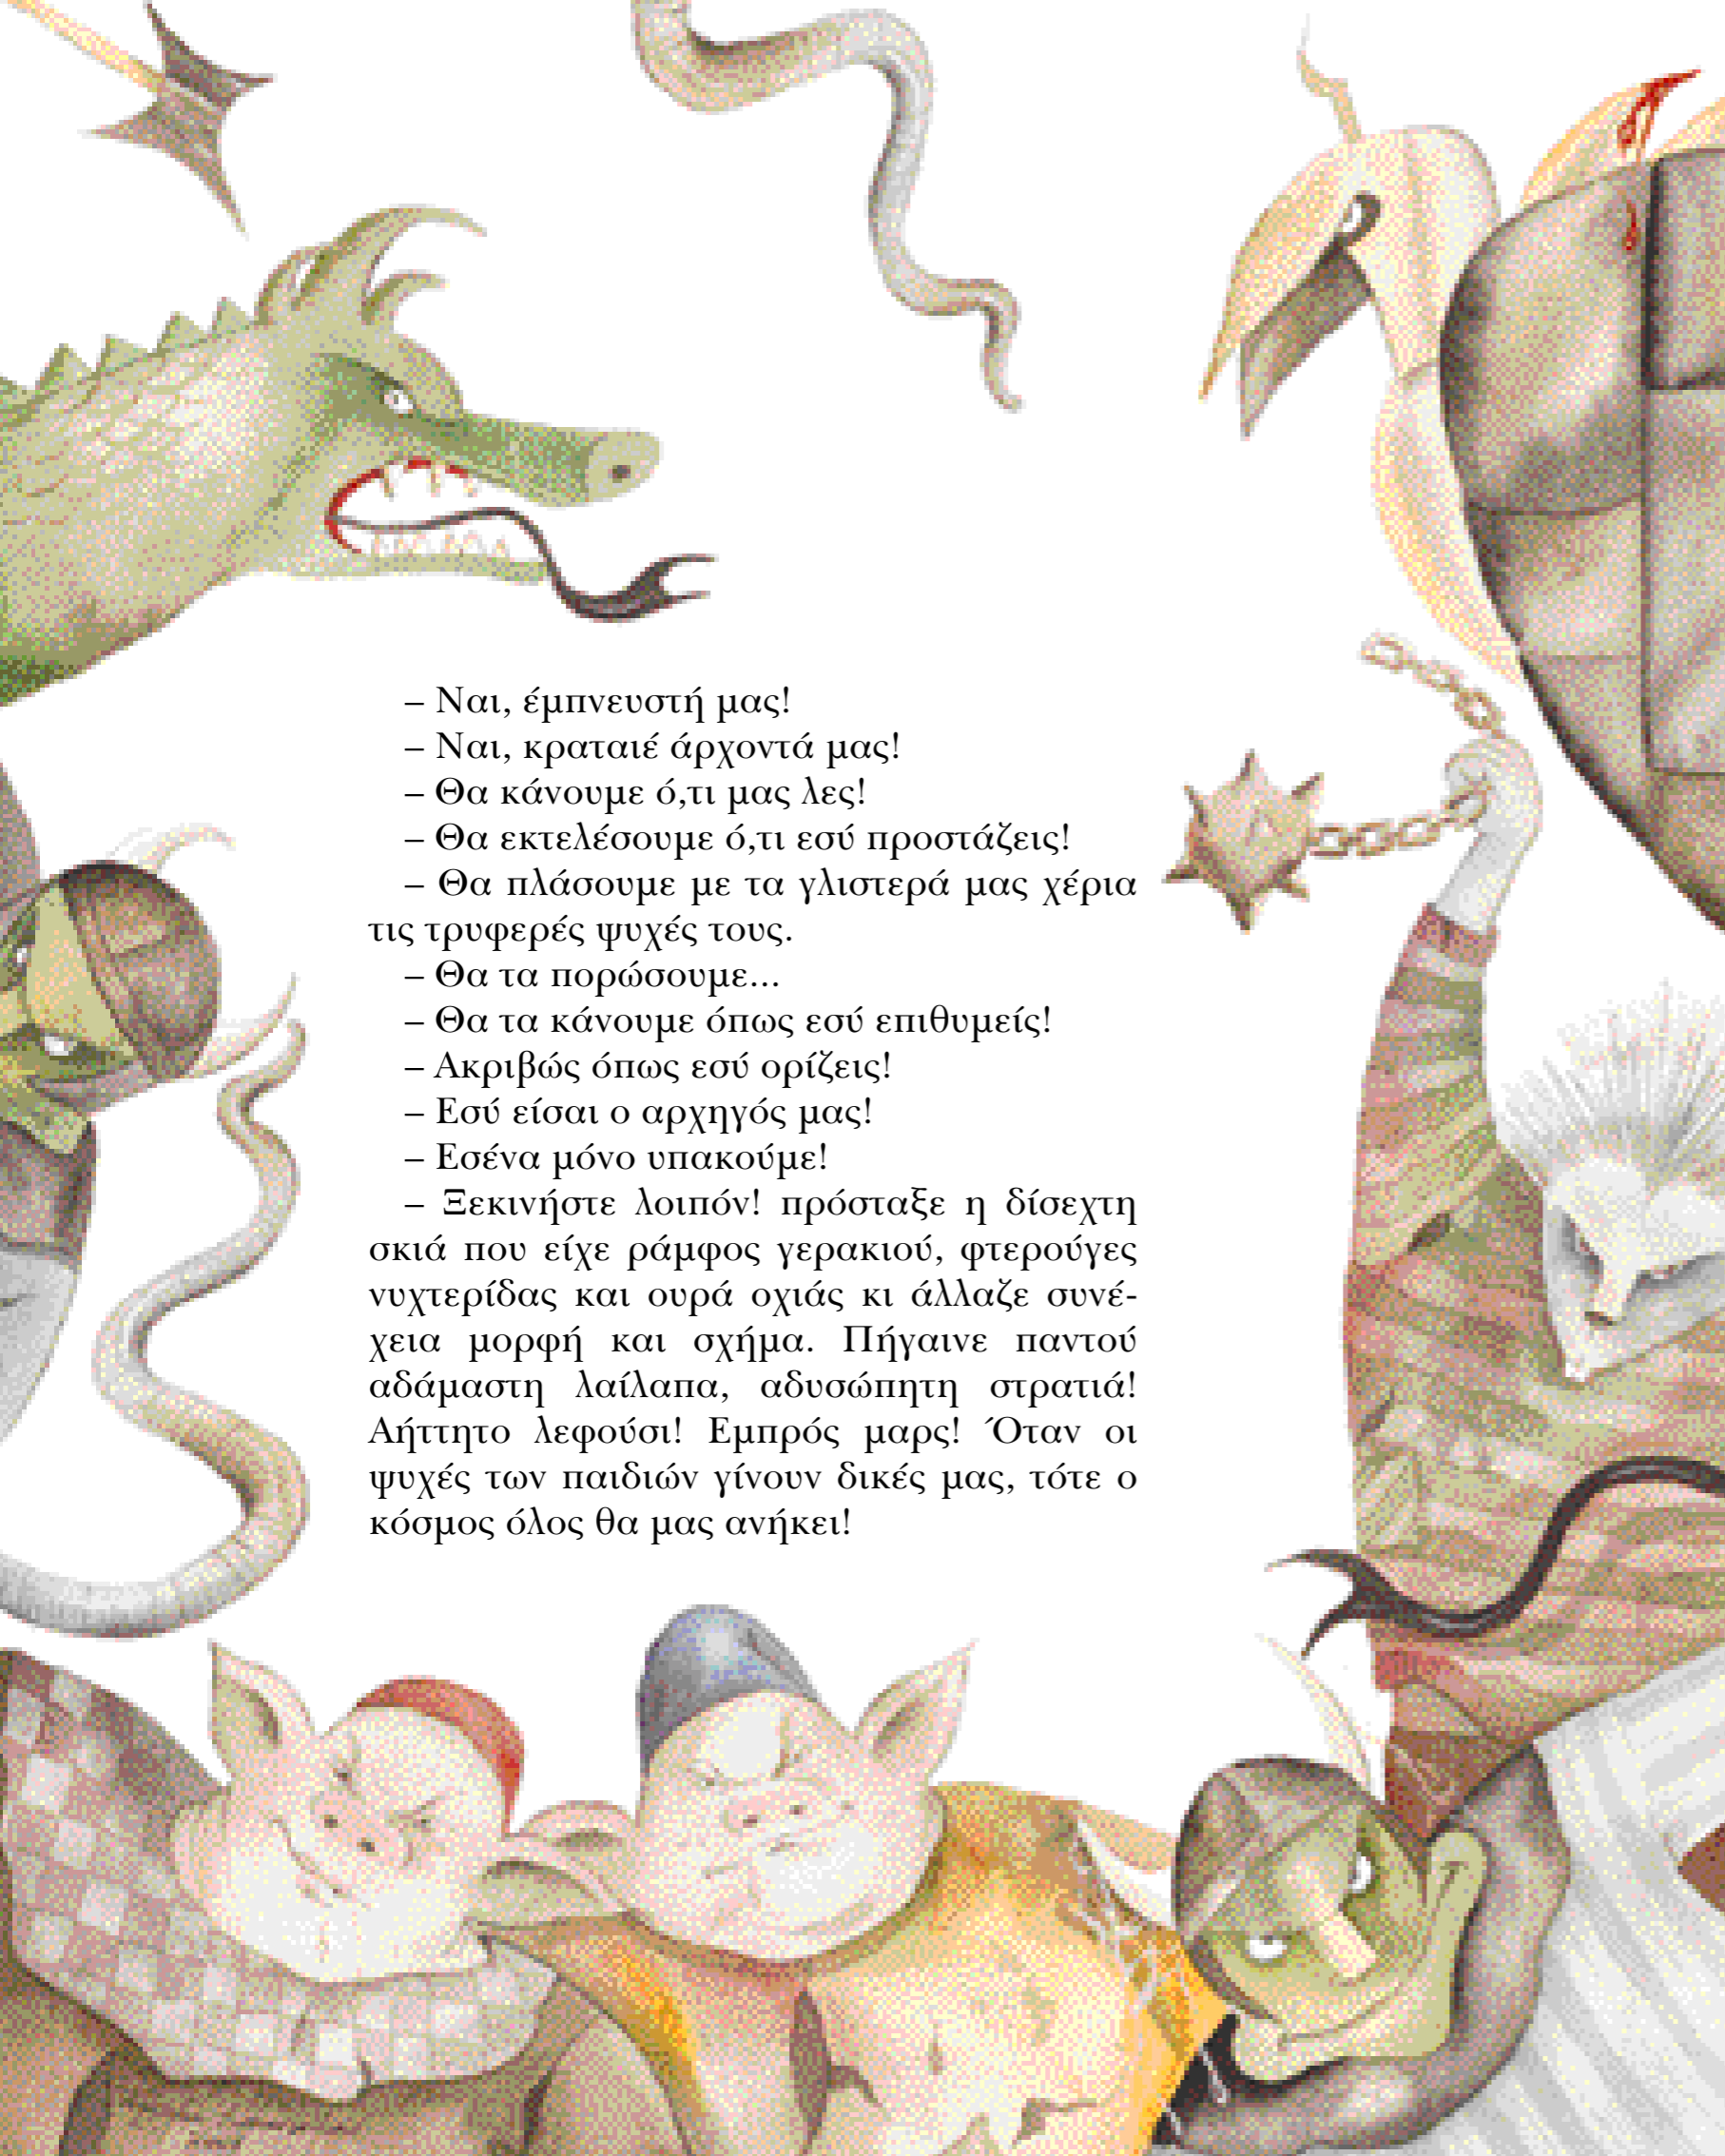 – Ναι, έμπνευστή μας!
– Ναι, κραταιέ άρχοντά μας!
– Θα κάνουμε ό,τι μας λες!
– Θα εκτελέσουμε ό,τι εσύ προστάζεις!
– Θα πλάσουμε με τα γλιστερά μας χέρια
τις τρυφερές ψυχές τους.
– Θα τα πορώσουμε...
– Θα τα κάνουμε όπως εσύ επιθυμείς!
– Ακριβώς όπως εσύ ορίζεις!
– Εσύ είσαι ο αρχηγός μας!
– Εσένα μόνο υπακούμε!
– Ξεκινήστε λοιπόν! πρόσταξε η δίσεχτη
σκιά που είχε ράμφος γερακιού, φτερούγες
νυχτερίδας και ουρά οχιάς κι άλλαζε συνέ-
χεια μορφή και σχήμα. Πήγαινε παντού
αδάμαστη λαίλαπα, αδυσώπητη στρατιά!
Αήττητο λεφούσι! Εμπρός μαρς! Όταν οι
ψυχές των παιδιών γίνουν δικές μας, τότε ο
κόσμος όλος θα μας ανήκει!